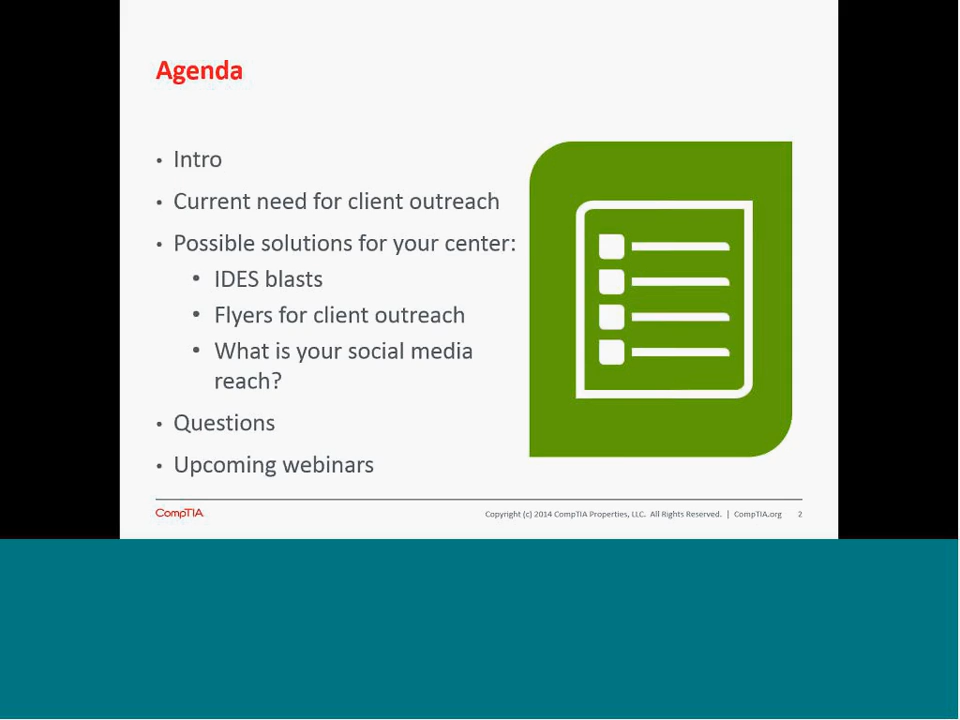 Agenda
• Intro
• Current need for client outreach
• Possible solutions for your center:
• IDES blasts
• Flyers for client outreach
• What is your social media
reach?
• Questions
• Upcoming webinars
CompTIA
Copyright (c) 2014 CompTIA Properties, LLC. All Rights Reserved. | CompTIA.org 2